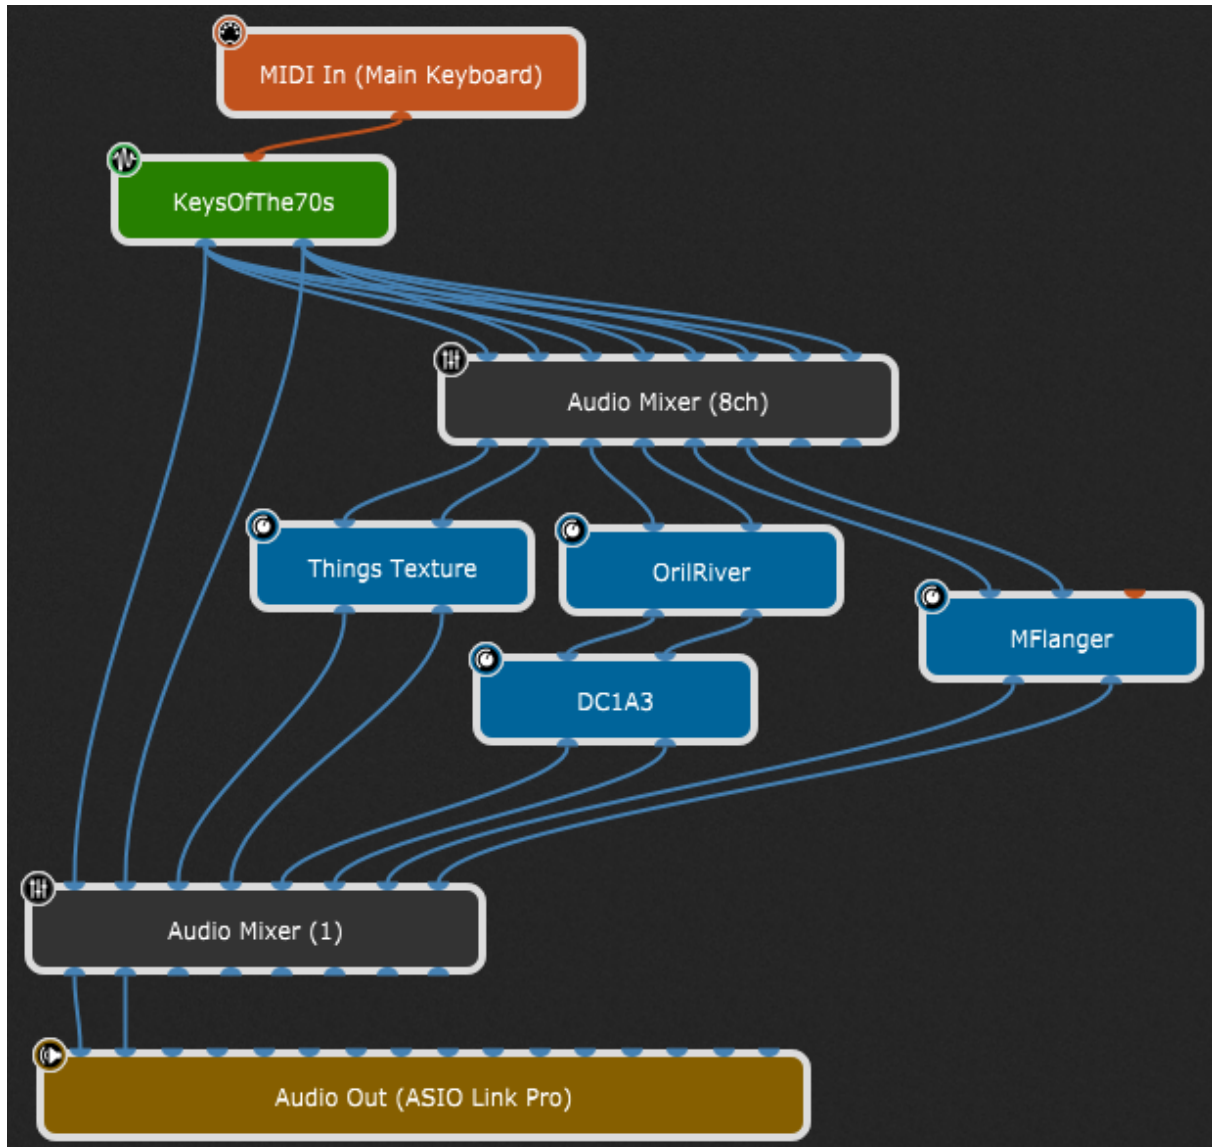 MIDI In (Main Keyboard)
KeysOfThe70s
Audio Mixer (8ch)
Things Texture
OrilRiver
MFlanger
DC1A3
Audio Mixer (1)
Audio Out (ASIO Link Pro)